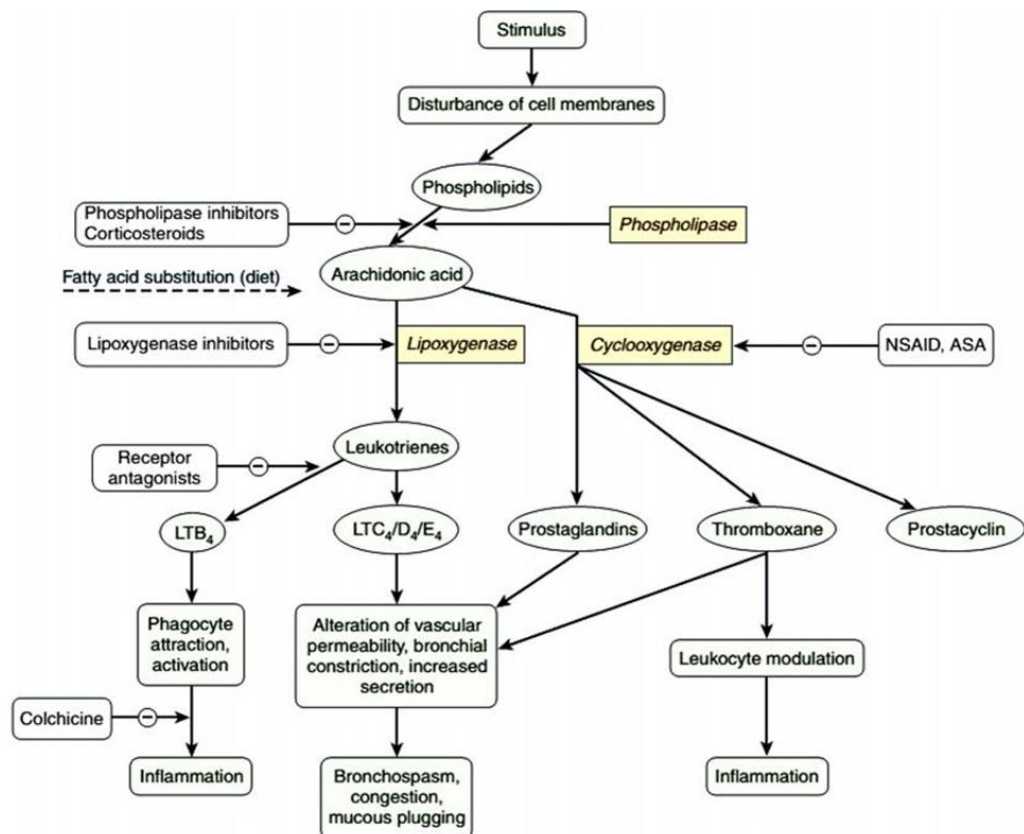 Stimulus
Disturbance of cell membranes
Phospholipids
Phospholipase inhibitors
Corticosteroids
−
Phospholipase
Arachidonic acid
Fatty acid substitution (diet)
Lipoxygenase inhibitors
−
Lipoxygenase
Cyclooxygenase
−
NSAID, ASA
Leukotrienes
Receptor
antagonists
−
LTB₄
LTC₄/D₄/E₄
Prostaglandins
Thromboxane
Prostacyclin
Phagocyte
attraction,
activation
Alteration of vascular
permeability, bronchial
constriction, increased
secretion
Leukocyte modulation
Colchicine
−
Inflammation
Bronchospasm,
congestion,
mucous plugging
Inflammation